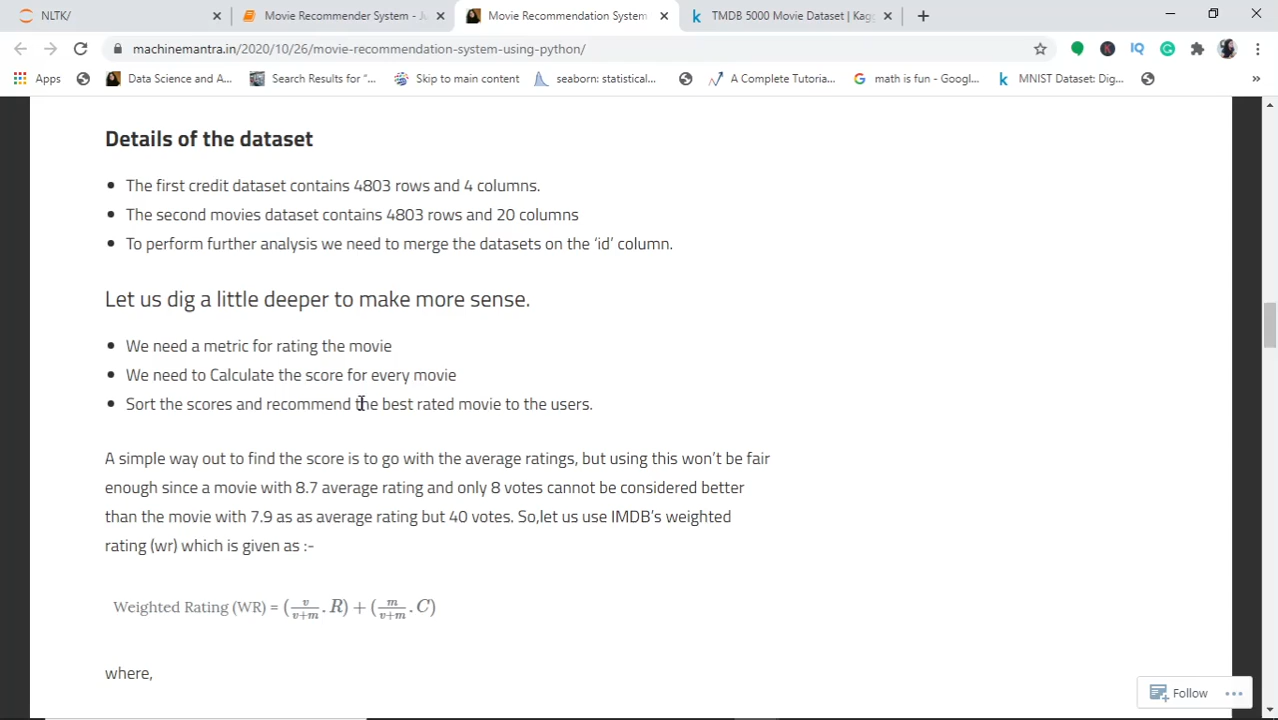 NLTK/
Movie Recommender System - Ju
Movie Recommendation System
TMDB 5000 Movie Dataset | Kagg
machinemantra.in/2020/10/26/movie-recommendation-system-using-python/
Apps
Data Science and A...
Search Results for “...
Skip to main content
seaborn: statistical...
A Complete Tutoria...
math is fun - Googl...
MNIST Dataset: Dig...
Details of the dataset
The first credit dataset contains 4803 rows and 4 columns.
The second movies dataset contains 4803 rows and 20 columns
To perform further analysis we need to merge the datasets on the ‘id’ column.
Let us dig a little deeper to make more sense.
We need a metric for rating the movie
We need to Calculate the score for every movie
Sort the scores and recommend the best rated movie to the users.
A simple way out to find the score is to go with the average ratings, but using this won’t be fair
enough since a movie with 8.7 average rating and only 8 votes cannot be considered better
than the movie with 7.9 as as average rating but 40 votes. So,let us use IMDB’s weighted
rating (wr) which is given as :-
Weighted Rating (WR) = (v/(v+m) . R) + (m/(v+m) . C)
where,
Follow